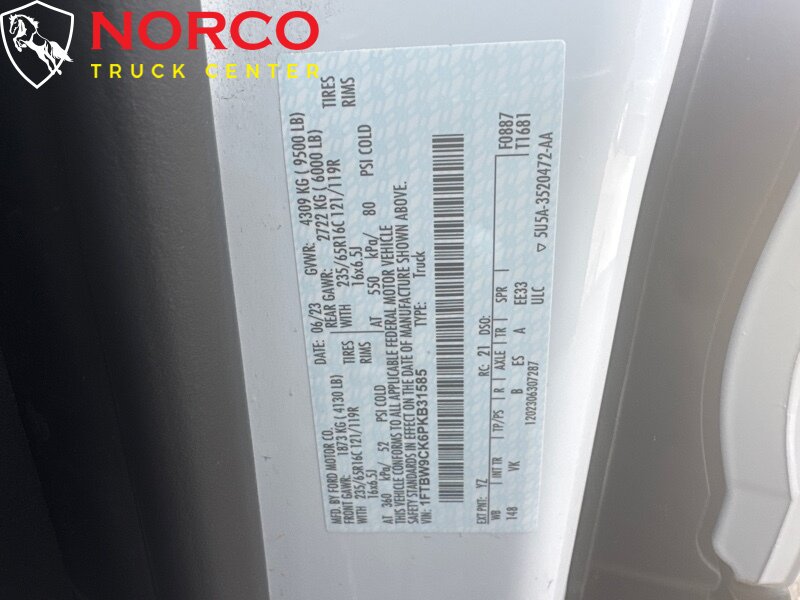 NORCO
TRUCK CENTER
MFD. BY FORD MOTOR CO. DATE: 06/23 GVWR: 4309 KG ( 9500 LB)
FRONT GAWR: 1873 KG ( 4130 LB) REAR GAWR: 2722 KG ( 6000 LB)
WITH 235/65R16C 121/119R TIRES WITH 235/65R16C 121/119R TIRES
16x6.5J RIMS 16x6.5J RIMS
AT 360 kPa/ 52 PSI COLD AT 550 kPa/ 80 PSI COLD
THIS VEHICLE CONFORMS TO ALL APPLICABLE FEDERAL MOTOR VEHICLE
SAFETY STANDARDS IN EFFECT ON THE DATE OF MANUFACTURE SHOWN ABOVE.
VIN: 1FTBW9CK6PKB31585 TYPE: Truck
F0887
T1681
EXT PNT: YZ RC: 21 DSO:
WB INT TR TP/PS R AXLE TR SPR
148 VK B ES A EE33
ULC
1202306307287
▽ 5U5A-3520472-AA